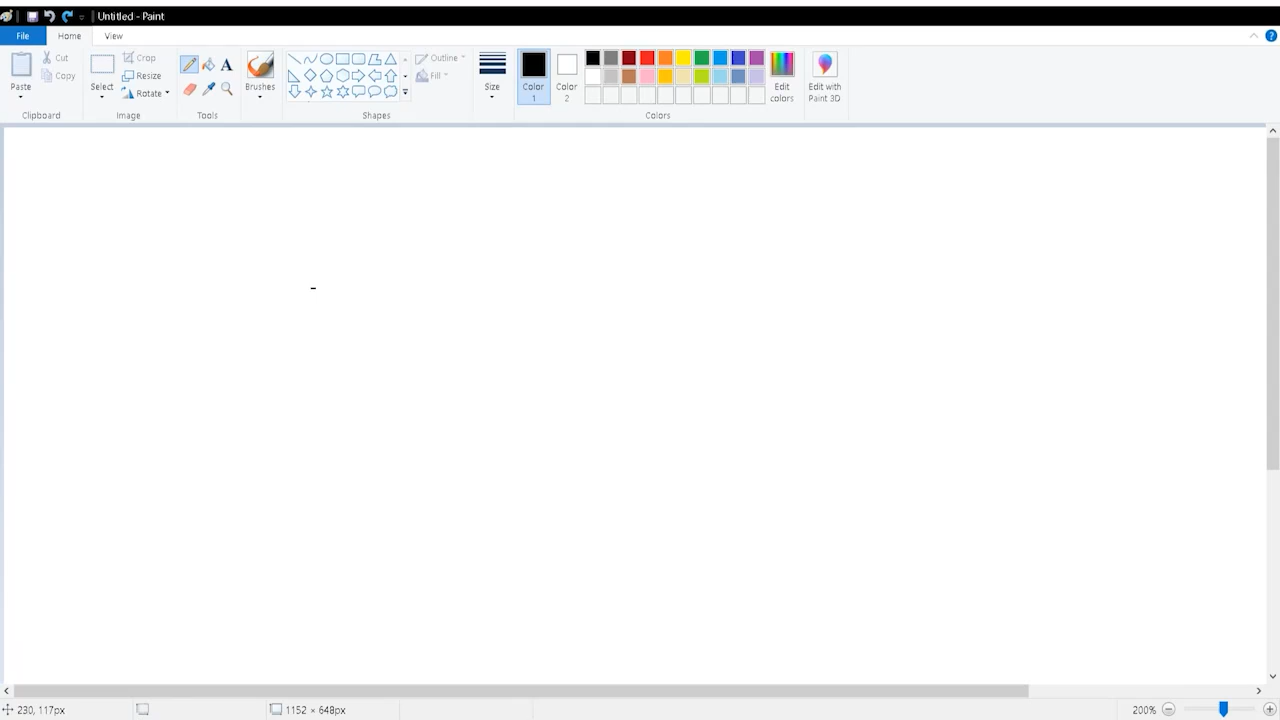 Untitled - Paint
File Home View
Paste
Cut
Copy
Clipboard
Select
Crop
Resize
Rotate
Image
A
Tools
Brushes
Shapes
Outline
Fill
Size
Color 1
Color 2
Edit colors
Edit with Paint 3D
Colors
230, 117px
1152 × 648px
200%